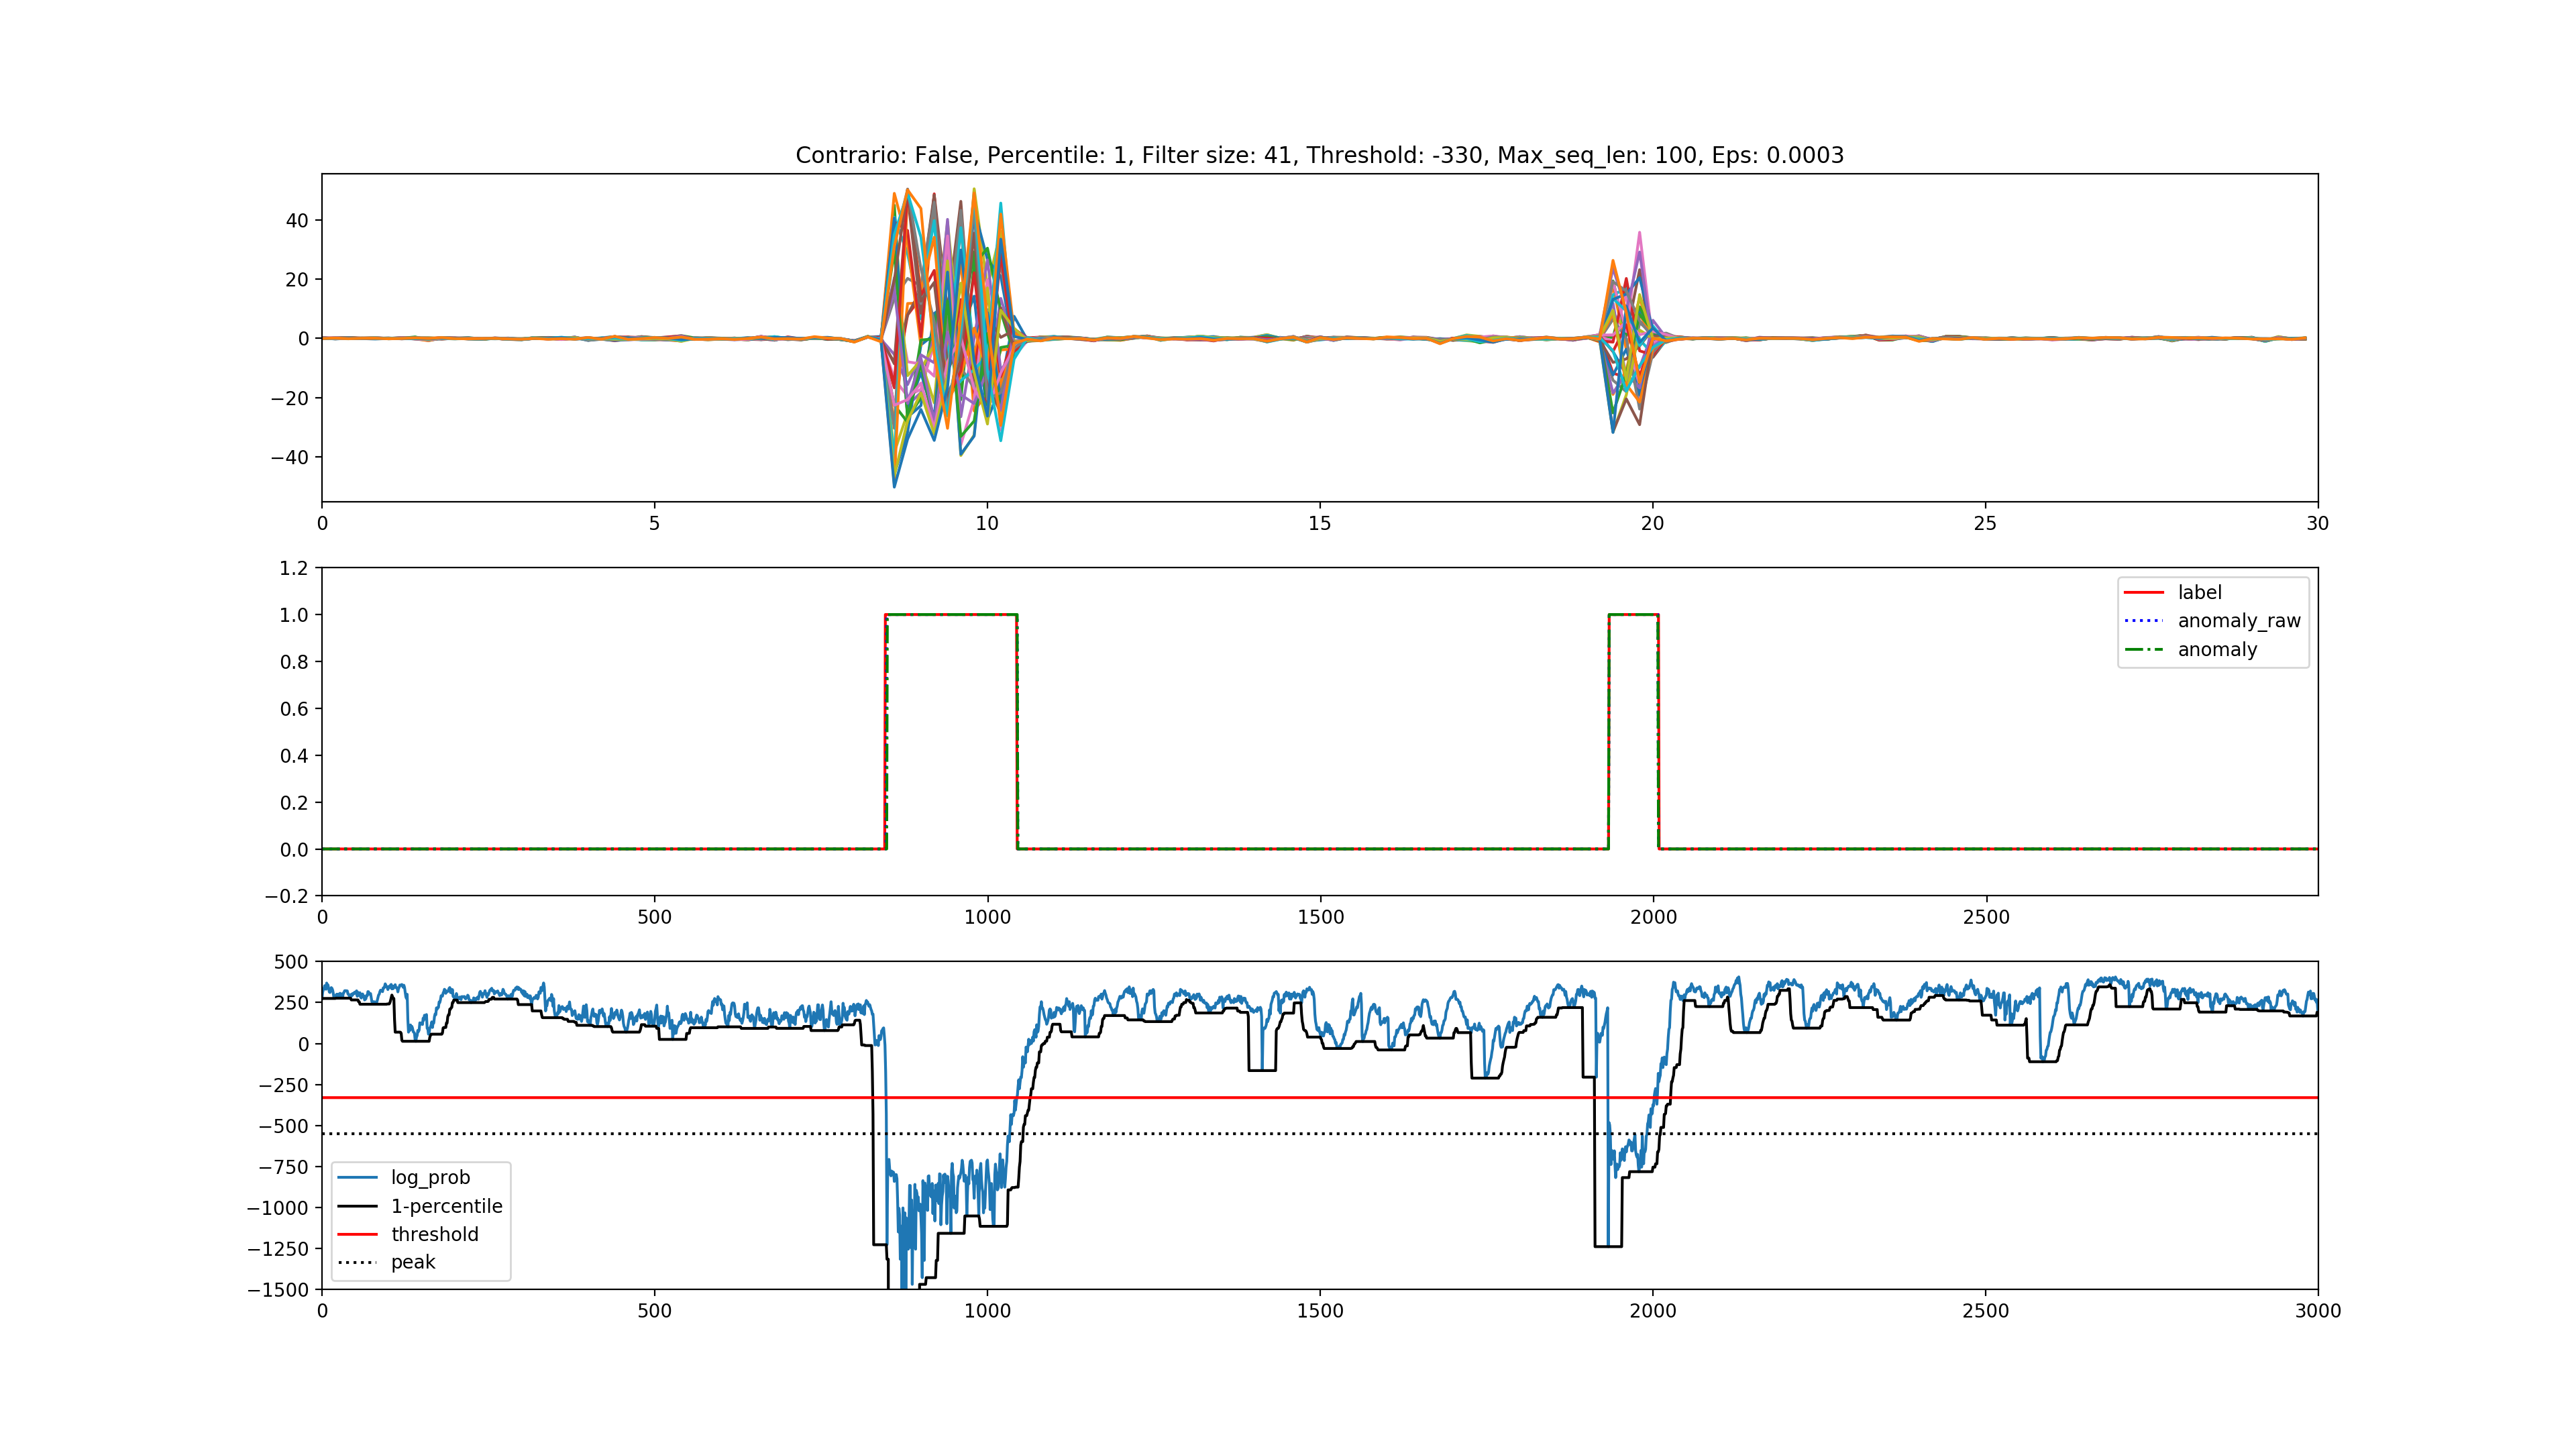 Contrario: False, Percentile: 1, Filter size: 41, Threshold: -330, Max_seq_len: 100, Eps: 0.0003
40
20
0
−20
−40
0 5 10 15 20 25 30
1.2
1.0
0.8
0.6
0.4
0.2
0.0
−0.2
label
anomaly_raw
anomaly
0 500 1000 1500 2000 2500
500
250
0
−250
−500
−750
−1000
−1250
−1500
log_prob
1-percentile
threshold
peak
0 500 1000 1500 2000 2500 3000